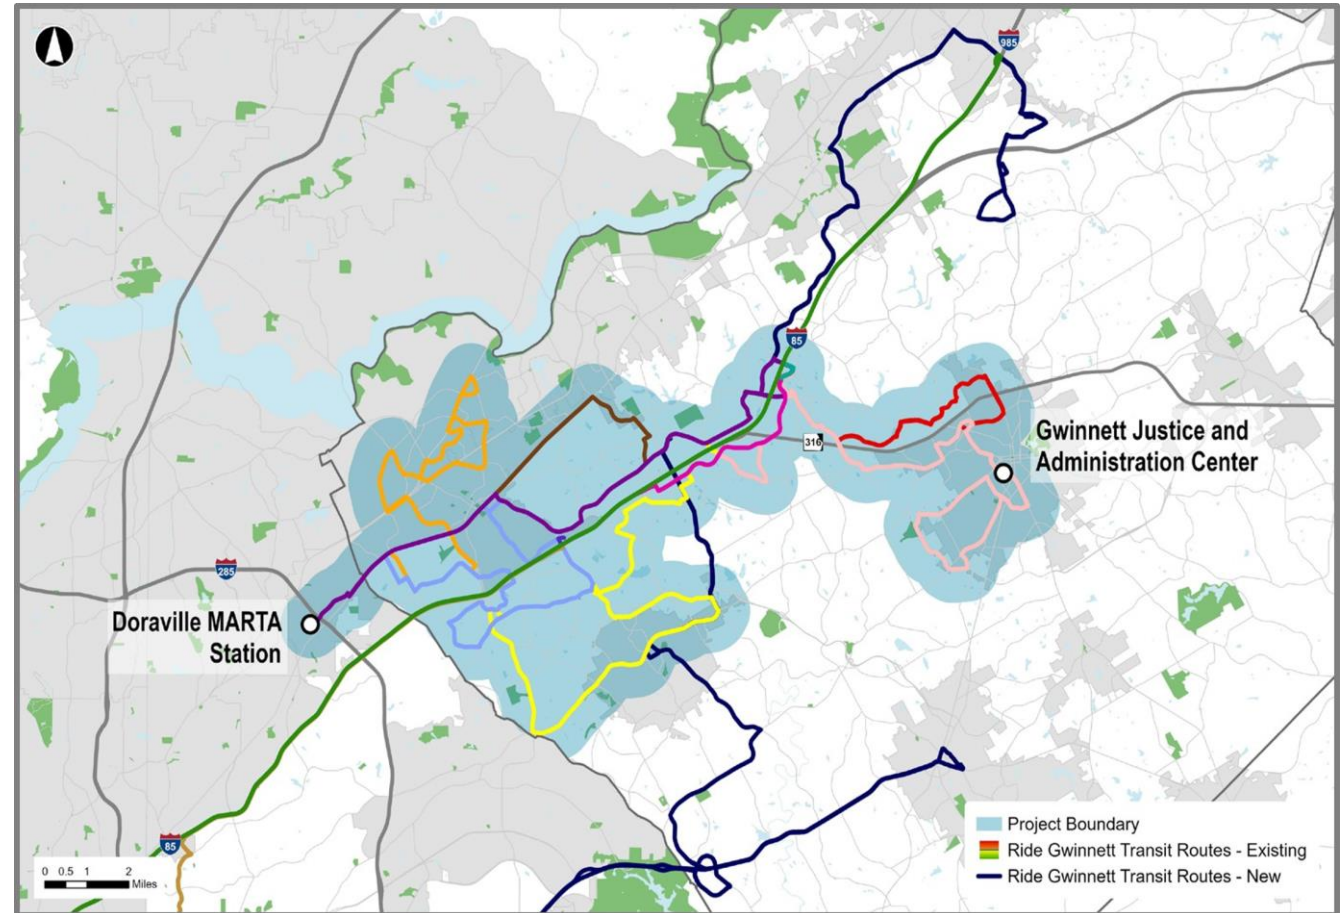 985
85
316
Gwinnett Justice and
Administration Center
285
Doraville MARTA
Station
85
0 0.5 1 2
Miles
Project Boundary
Ride Gwinnett Transit Routes - Existing
Ride Gwinnett Transit Routes - New